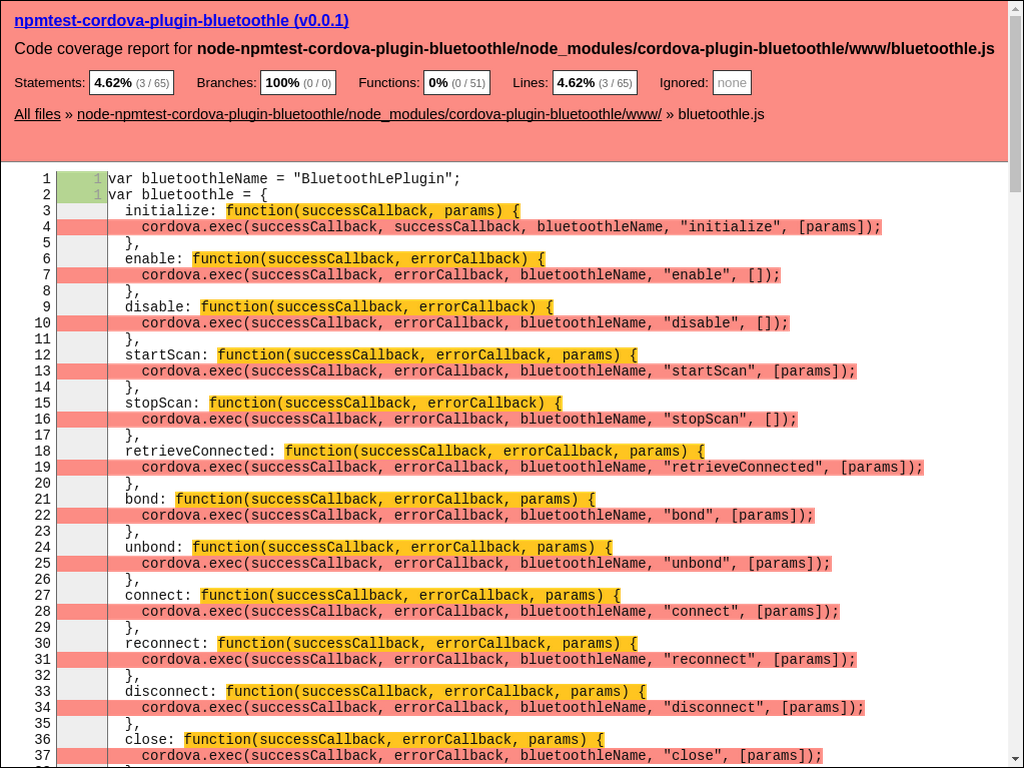 npmtest-cordova-plugin-bluetoothle (v0.0.1)
Code coverage report for node-npmtest-cordova-plugin-bluetoothle/node_modules/cordova-plugin-bluetoothle/www/bluetoothle.js
Statements: 4.62% (3 / 65) Branches: 100% (0 / 0) Functions: 0% (0 / 51) Lines: 4.62% (3 / 65) Ignored: none
All files » node-npmtest-cordova-plugin-bluetoothle/node_modules/cordova-plugin-bluetoothle/www/ » bluetoothle.js
1 1 var bluetoothleName = "BluetoothLePlugin";
2 1 var bluetoothle = {
3 initialize: function(successCallback, params) {
4 cordova.exec(successCallback, successCallback, bluetoothleName, "initialize", [params]);
5 },
6 enable: function(successCallback, errorCallback) {
7 cordova.exec(successCallback, errorCallback, bluetoothleName, "enable", []);
8 },
9 disable: function(successCallback, errorCallback) {
10 cordova.exec(successCallback, errorCallback, bluetoothleName, "disable", []);
11 },
12 startScan: function(successCallback, errorCallback, params) {
13 cordova.exec(successCallback, errorCallback, bluetoothleName, "startScan", [params]);
14 },
15 stopScan: function(successCallback, errorCallback) {
16 cordova.exec(successCallback, errorCallback, bluetoothleName, "stopScan", []);
17 },
18 retrieveConnected: function(successCallback, errorCallback, params) {
19 cordova.exec(successCallback, errorCallback, bluetoothleName, "retrieveConnected", [params]);
20 },
21 bond: function(successCallback, errorCallback, params) {
22 cordova.exec(successCallback, errorCallback, bluetoothleName, "bond", [params]);
23 },
24 unbond: function(successCallback, errorCallback, params) {
25 cordova.exec(successCallback, errorCallback, bluetoothleName, "unbond", [params]);
26 },
27 connect: function(successCallback, errorCallback, params) {
28 cordova.exec(successCallback, errorCallback, bluetoothleName, "connect", [params]);
29 },
30 reconnect: function(successCallback, errorCallback, params) {
31 cordova.exec(successCallback, errorCallback, bluetoothleName, "reconnect", [params]);
32 },
33 disconnect: function(successCallback, errorCallback, params) {
34 cordova.exec(successCallback, errorCallback, bluetoothleName, "disconnect", [params]);
35 },
36 close: function(successCallback, errorCallback, params) {
37 cordova.exec(successCallback, errorCallback, bluetoothleName, "close", [params]);